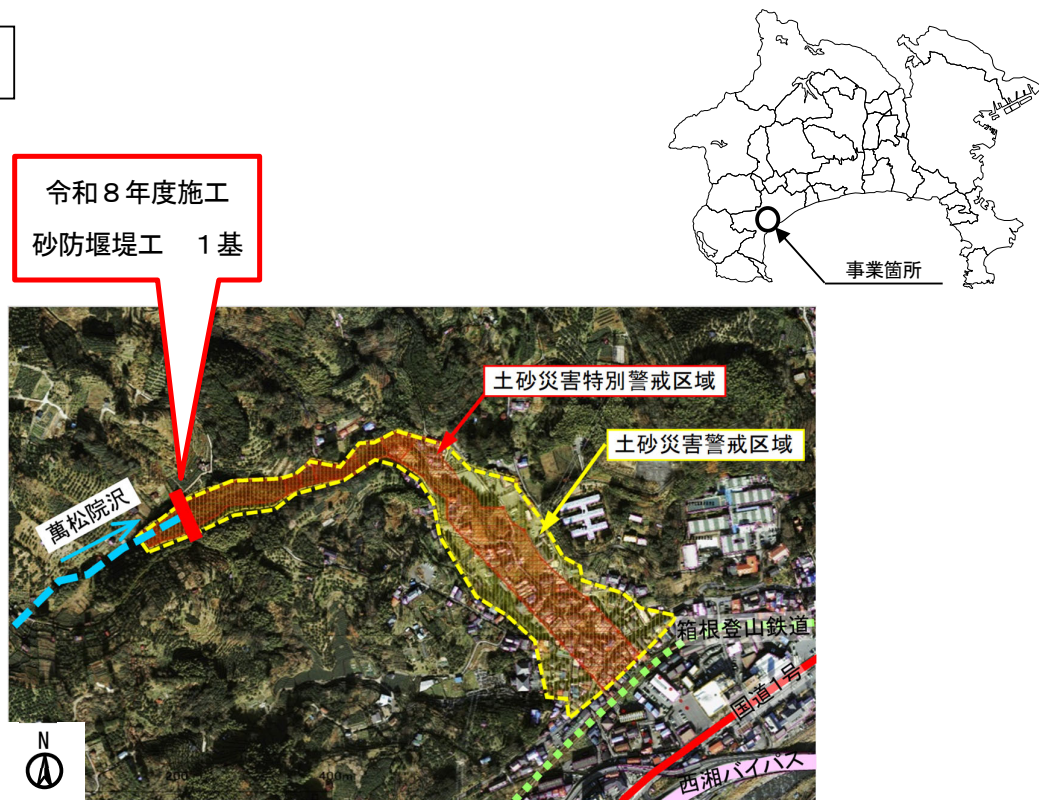 令和８年度施工
砂防堰堤工　１基
事業箇所
土砂災害特別警戒区域
土砂災害警戒区域
萬松院沢
箱根登山鉄道
国道1号
西湘バイパス
N
200
400m